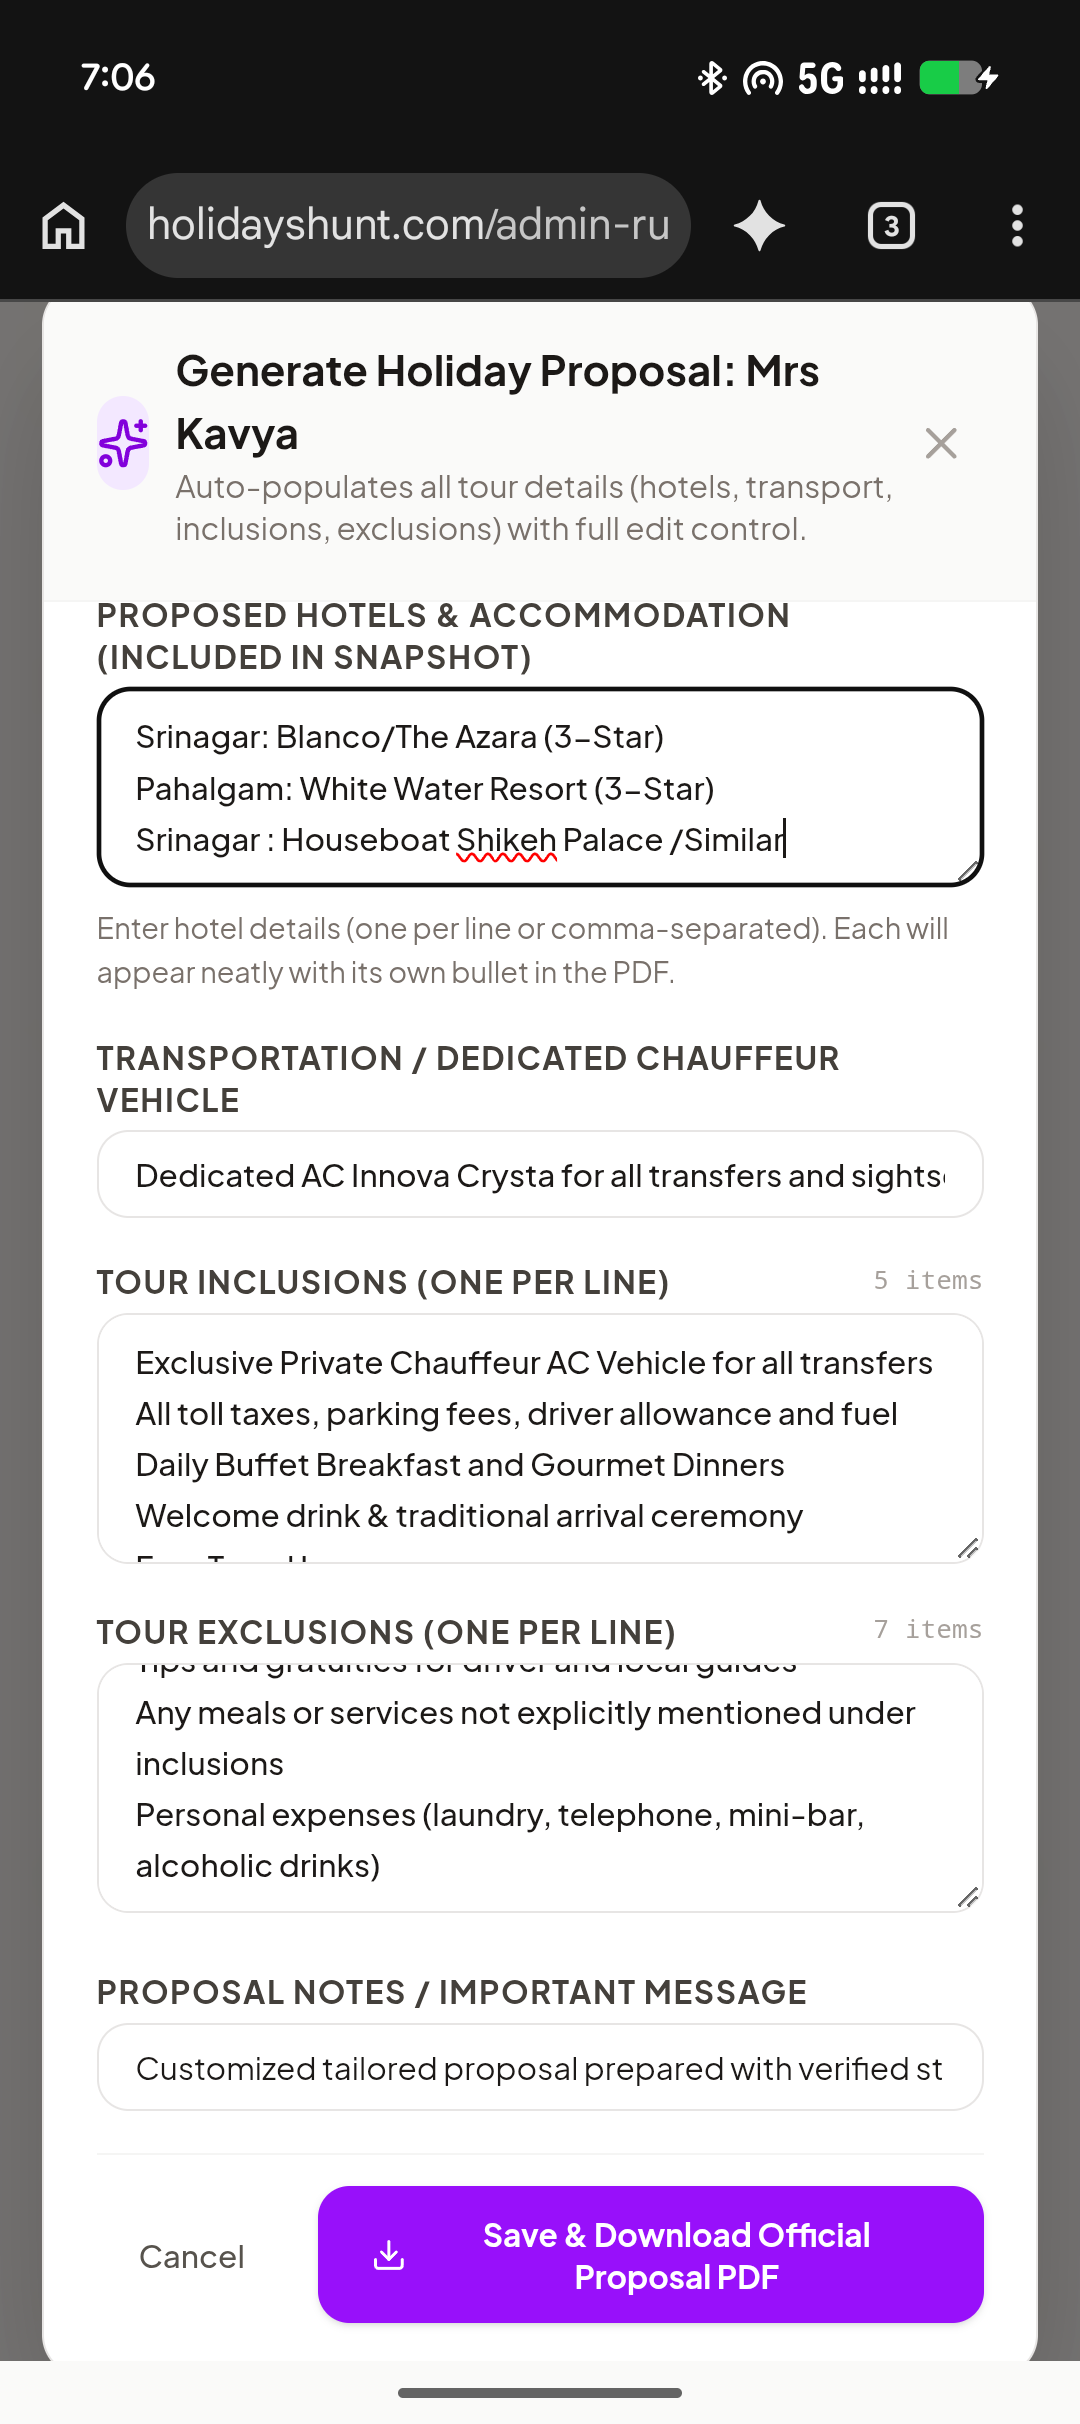 7:06
5G
holidayshunt.com/admin-ru
3
Generate Holiday Proposal: Mrs
Kavya
Auto-populates all tour details (hotels, transport,
inclusions, exclusions) with full edit control.
PROPOSED HOTELS & ACCOMMODATION
(INCLUDED IN SNAPSHOT)
Srinagar: Blanco/The Azara (3-Star)
Pahalgam: White Water Resort (3-Star)
Srinagar : Houseboat Shikeh Palace /Similar
Enter hotel details (one per line or comma-separated). Each will
appear neatly with its own bullet in the PDF.
TRANSPORTATION / DEDICATED CHAUFFEUR
VEHICLE
Dedicated AC Innova Crysta for all transfers and sights
TOUR INCLUSIONS (ONE PER LINE)
5 items
Exclusive Private Chauffeur AC Vehicle for all transfers
All toll taxes, parking fees, driver allowance and fuel
Daily Buffet Breakfast and Gourmet Dinners
Welcome drink & traditional arrival ceremony
TOUR EXCLUSIONS (ONE PER LINE)
7 items
Tips and gratuities for driver and local guides
Any meals or services not explicitly mentioned under
inclusions
Personal expenses (laundry, telephone, mini-bar,
alcoholic drinks)
PROPOSAL NOTES / IMPORTANT MESSAGE
Customized tailored proposal prepared with verified st
Cancel
Save & Download Official
Proposal PDF